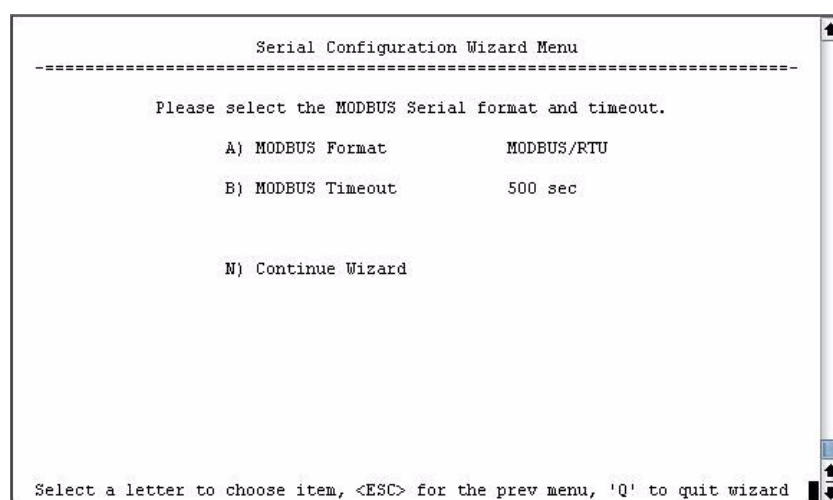 Serial Configuration Wizard Menu
-==========================================================================-
Please select the MODBUS Serial format and timeout.
A) MODBUS Format MODBUS/RTU
B) MODBUS Timeout 500 sec
N) Continue Wizard
Select a letter to choose item, <ESC> for the prev menu, 'Q' to quit wizard